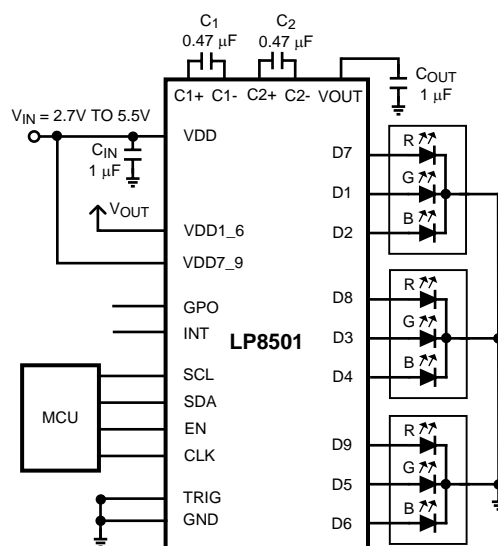 C1
0.47 μF
C2
0.47 μF
COUT
1 μF
C1+ C1- C2+ C2- VOUT
VIN = 2.7V TO 5.5V
CIN
1 μF
VOUT
VDD
VDD1_6
VDD7_9
GPO
INT
LP8501
MCU
SCL
SDA
EN
CLK
TRIG
GND
D7
R
D1
G
D2
B
D8
R
D3
G
D4
B
D9
R
D5
G
D6
B